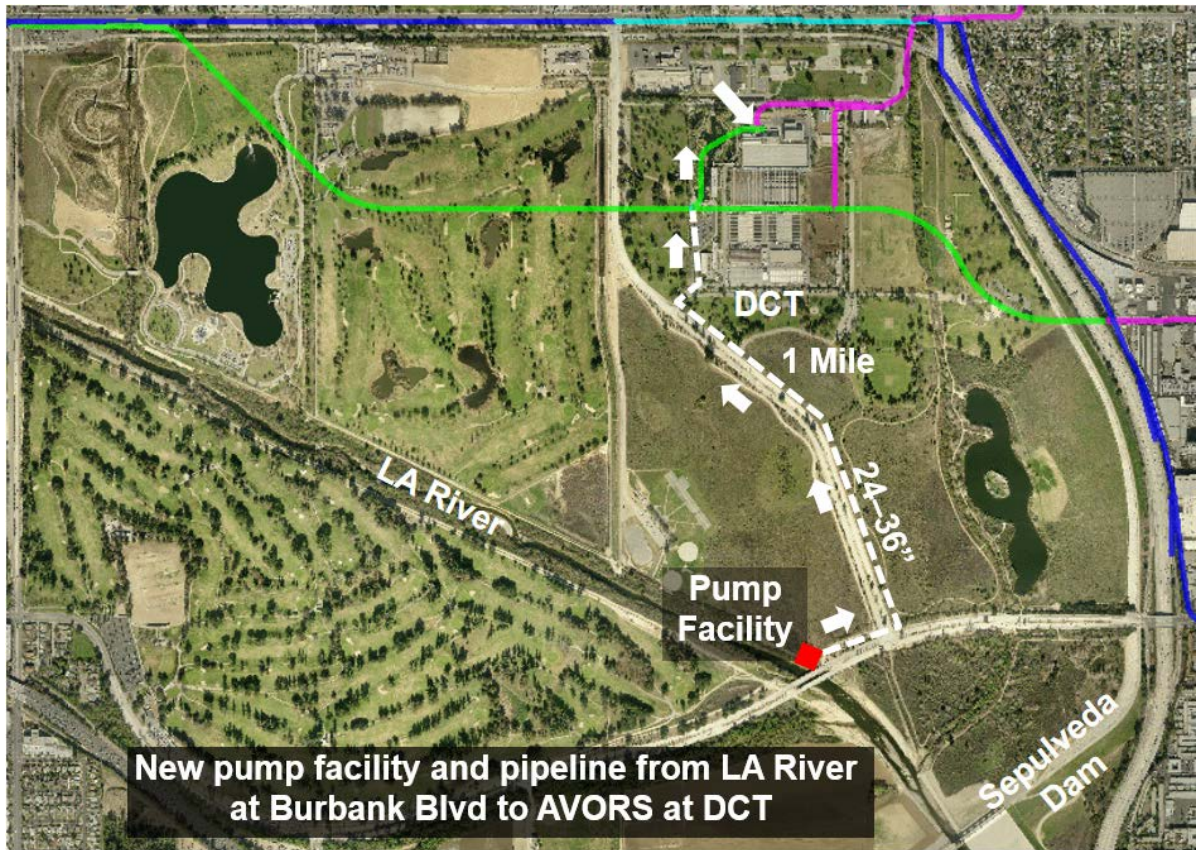 DCT
1 Mile
LA River
24–36”
Pump
Facility
Sepulveda
Dam
New pump facility and pipeline from LA River
at Burbank Blvd to AVORS at DCT